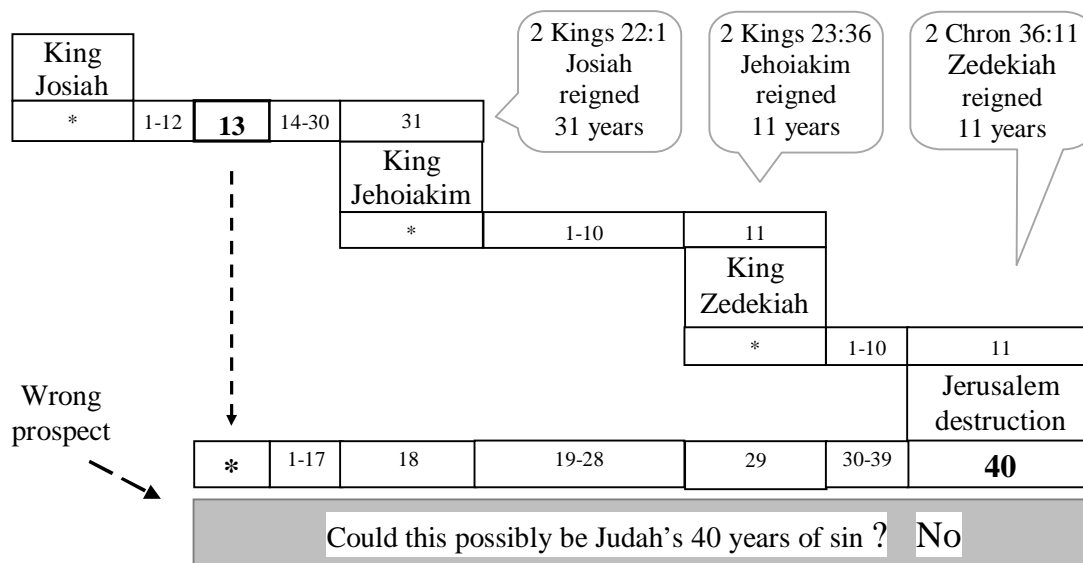 King
Josiah
* 1-12 13 14-30 31
2 Kings 22:1
Josiah
reigned
31 years
2 Kings 23:36
Jehoiakim
reigned
11 years
2 Chron 36:11
Zedekiah
reigned
11 years
King
Jehoiakim
* 1-10 11
King
Zedekiah
* 1-10 11
Jerusalem
destruction
Wrong
prospect
* 1-17 18 19-28 29 30-39 40
Could this possibly be Judah’s 40 years of sin ? No